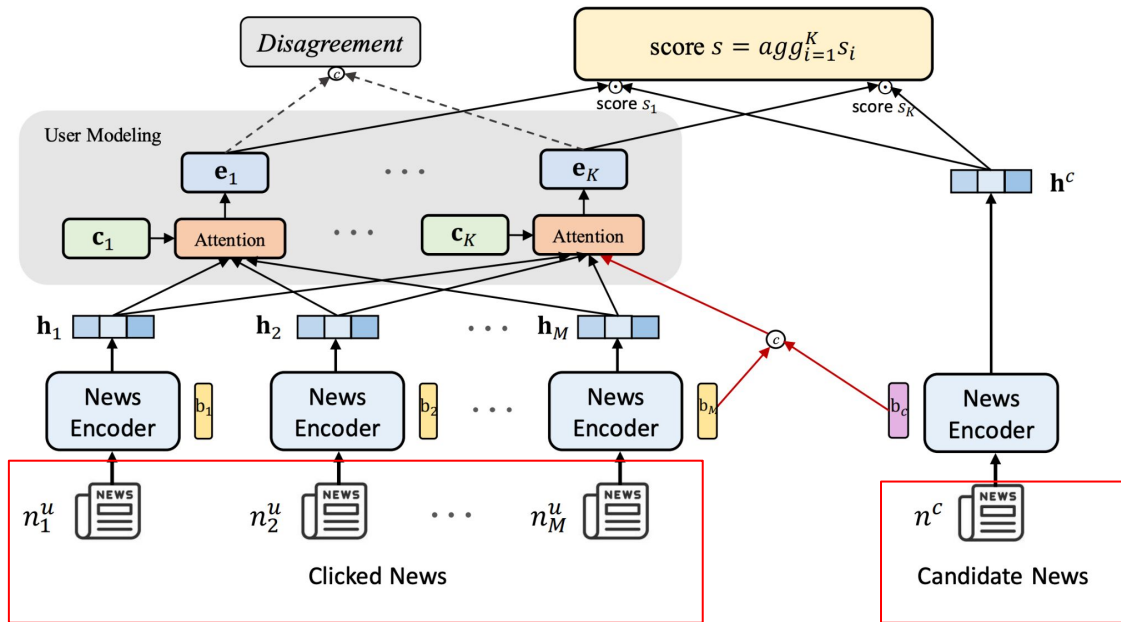 Disagreement
score s = agg_{i=1}^{K} s_i
c
score s_1
score s_K
User Modeling
e_1
· · ·
e_K
h^c
c_1
Attention
· · ·
c_K
Attention
h_1
h_2
· · ·
h_M
c
News
Encoder
b_1
News
Encoder
b_2
· · ·
News
Encoder
b_M
b_c
News
Encoder
NEWS
NEWS
NEWS
NEWS
n_1^u
n_2^u
· · ·
n_M^u
n^c
Clicked News
Candidate News